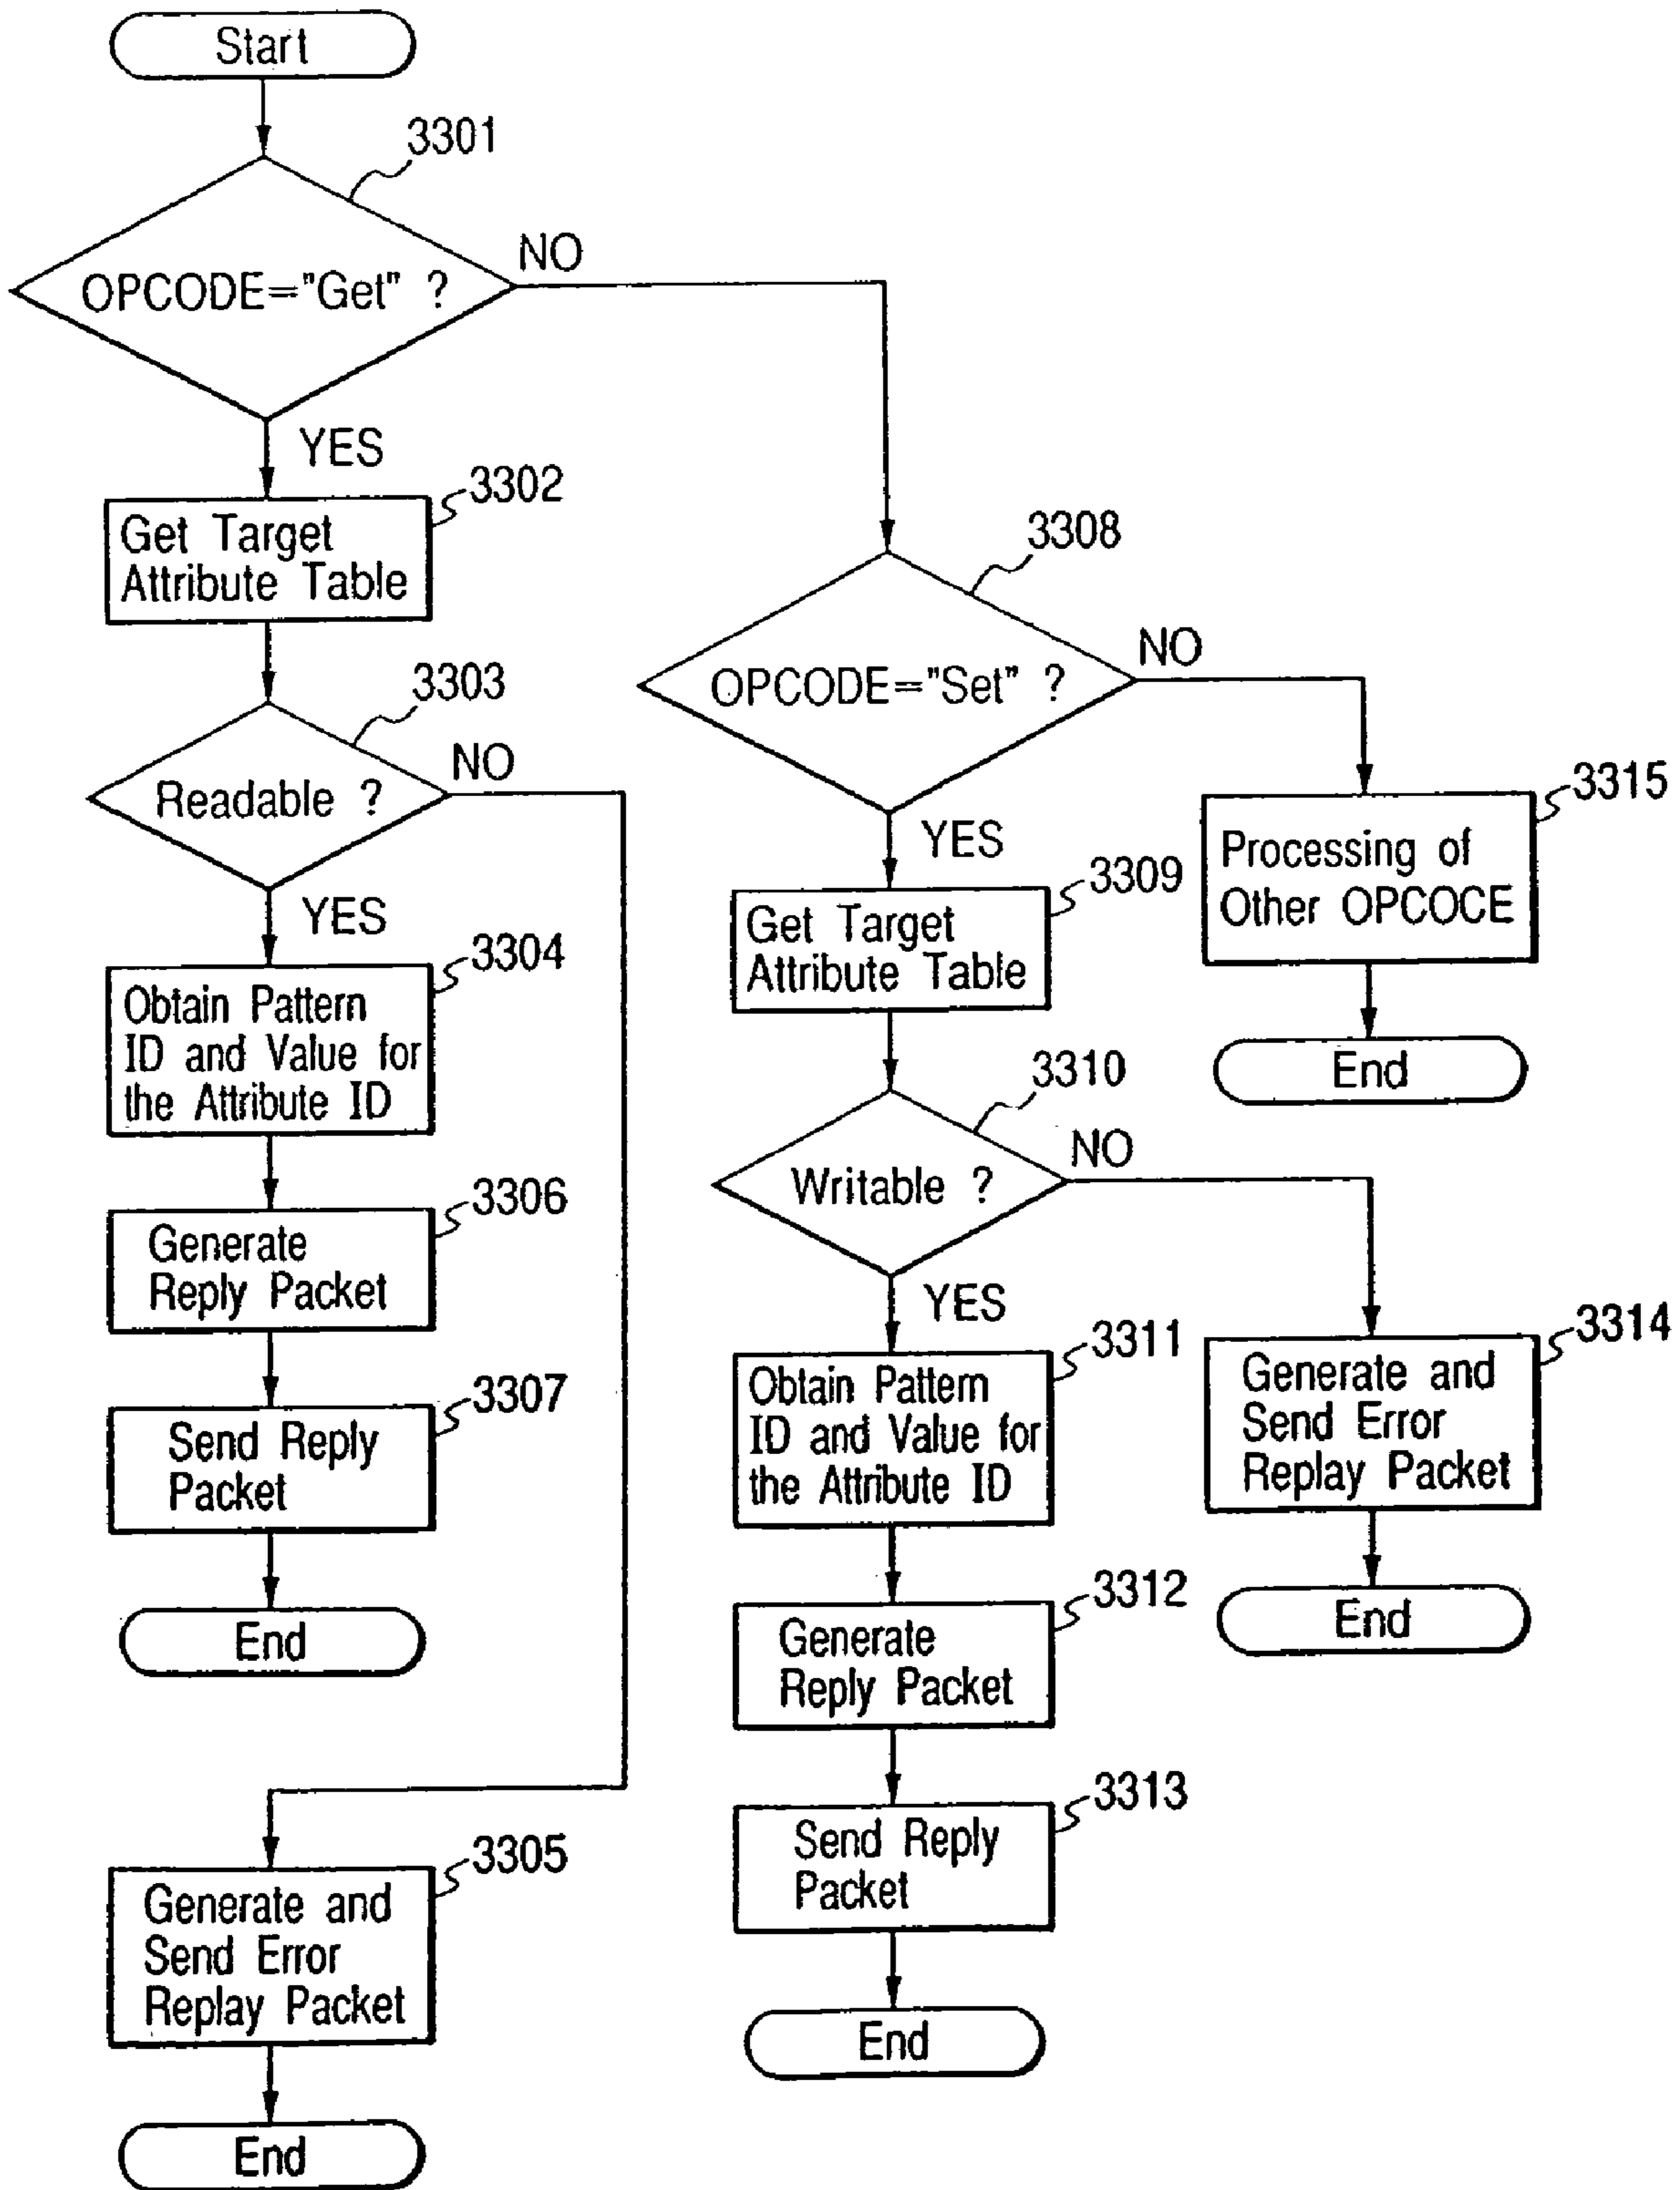 Start
3301
OPCODE="Get" ?
NO
YES
3302
Get Target
Attribute Table
3303
Readable ?
NO
YES
3304
Obtain Pattern
ID and Value for
the Attribute ID
3306
Generate
Reply Packet
3307
Send Reply
Packet
End
3305
Generate and
Send Error
Replay Packet
End
3308
OPCODE="Set" ?
NO
YES
3309
Get Target
Attribute Table
3310
Writable ?
NO
YES
3311
Obtain Pattern
ID and Value for
the Attribute ID
3312
Generate
Reply Packet
3313
Send Reply
Packet
End
3315
Processing of
Other OPCOCE
End
3314
Generate and
Send Error
Replay Packet
End